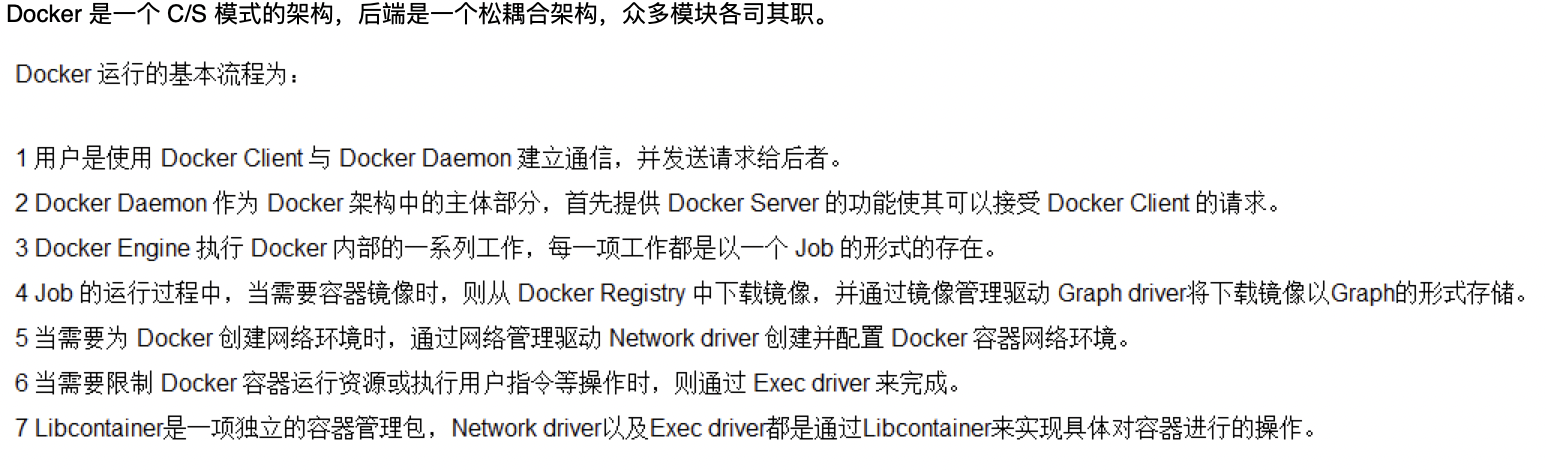 Docker 是一个 C/S 模式的架构，后端是一个松耦合架构，众多模块各司其职。
Docker 运行的基本流程为：
1 用户是使用 Docker Client 与 Docker Daemon 建立通信，并发送请求给后者。
2 Docker Daemon 作为 Docker 架构中的主体部分，首先提供 Docker Server 的功能使其可以接受 Docker Client 的请求。
3 Docker Engine 执行 Docker 内部的一系列工作，每一项工作都是以一个 Job 的形式的存在。
4 Job 的运行过程中，当需要容器镜像时，则从 Docker Registry 中下载镜像，并通过镜像管理驱动 Graph driver将下载镜像以Graph的形式存储。
5 当需要为 Docker 创建网络环境时，通过网络管理驱动 Network driver 创建并配置 Docker 容器网络环境。
6 当需要限制 Docker 容器运行资源或执行用户指令等操作时，则通过 Exec driver 来完成。
7 Libcontainer是一项独立的容器管理包，Network driver以及Exec driver都是通过Libcontainer来实现具体对容器进行的操作。